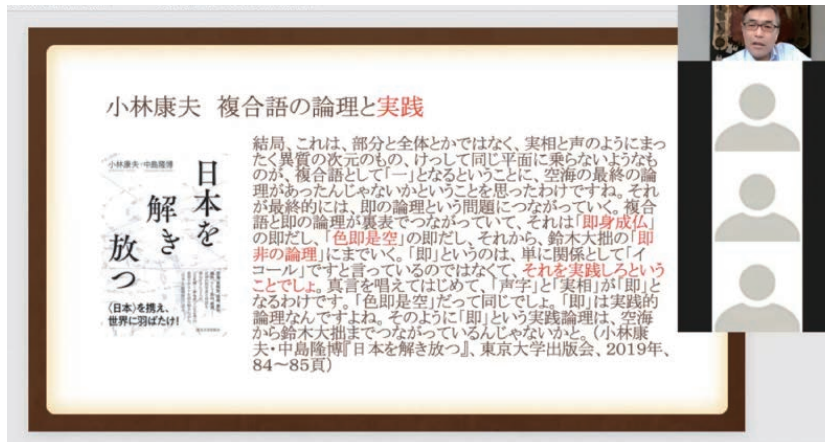 小林康夫 複合語の論理と実践
小林康夫・中島隆博
日本を
解き
放つ
〈日本〉を携え、
世界に羽ばたけ!
結局、これは、部分と全体とかではなく、実相と声のようにまっ
たく異質の次元のもの、けっして同じ平面に乗らないようなも
のが、複合語として「一」となるということに、空海の最終の論
理があったんじゃないかということを思ったわけですね。それ
が最終的には、即の論理という問題につながっていく。複合
語と即の論理が裏表でつながっていて、それは「即身成仏」
の即だし、「色即是空」の即だし、それから、鈴木大拙の「即
非の論理」にまでいく。「即」というのは、単に関係として「イ
コール」ですと言っているのではなくて、それを実践しろという
ことでしょ。真言を唱えてはじめて、「声字」と「実相」が「即」と
なるわけです。「色即是空」だって同じでしょ。「即」は実践的
論理なんですよね。そのように「即」という実践論理は、空海
から鈴木大拙までつながっているんじゃないかと。(小林康
夫・中島隆博『日本を解き放つ』、東京大学出版会、2019年、
84〜85頁)